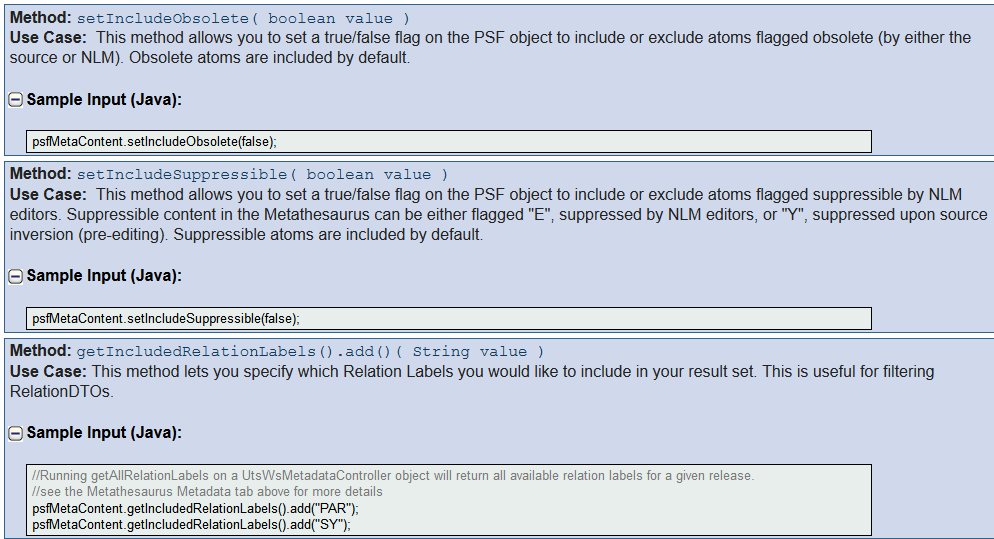 Method: setIncludeObsolete( boolean value )
Use Case:  This method allows you to set a true/false flag on the PSF object to include or exclude atoms flagged obsolete (by either the
source or NLM). Obsolete atoms are included by default.
Sample Input (Java):
psfMetaContent.setIncludeObsolete(false);
Method: setIncludeSuppressible( boolean value )
Use Case:  This method allows you to set a true/false flag on the PSF object to include or exclude atoms flagged suppressible by NLM
editors. Suppressible content in the Metathesaurus can be either flagged "E", suppressed by NLM editors, or "Y", suppressed upon source
inversion (pre-editing). Suppressible atoms are included by default.
Sample Input (Java):
psfMetaContent.setIncludeSuppressible(false);
Method: getIncludedRelationLabels().add()( String value )
Use Case: This method lets you specify which Relation Labels you would like to include in your result set. This is useful for filtering
RelationDTOs.
Sample Input (Java):
//Running getAllRelationLabels on a UtsWsMetadataController object will return all available relation labels for a given release.
//see the Metathesaurus Metadata tab above for more details
psfMetaContent.getIncludedRelationLabels().add("PAR");
psfMetaContent.getIncludedRelationLabels().add("SY");